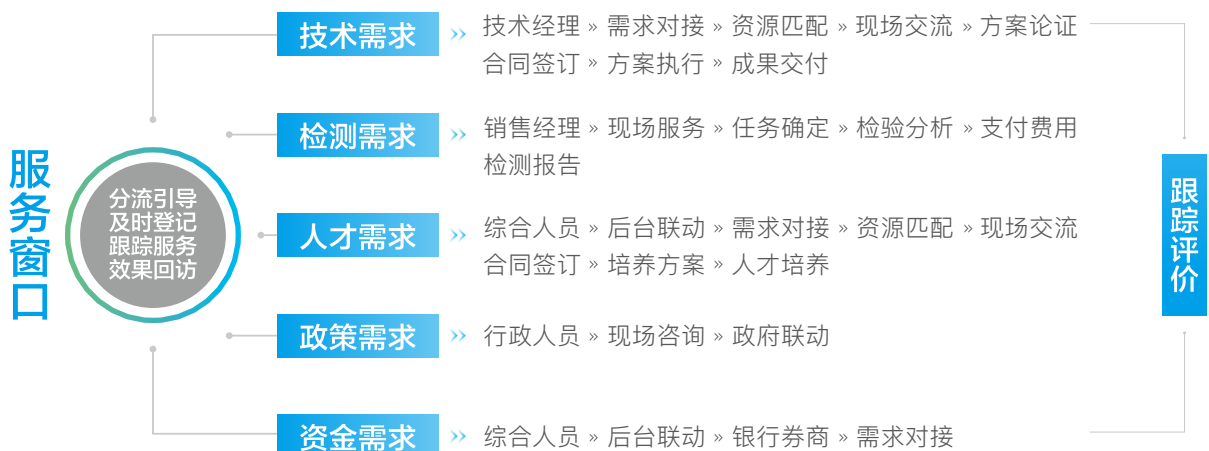 服务窗口
分流引导
及时登记
跟踪服务
效果回访
技术需求
技术经理 » 需求对接 » 资源匹配 » 现场交流 » 方案论证
合同签订 » 方案执行 » 成果交付
检测需求
销售经理 » 现场服务 » 任务确定 » 检验分析 » 支付费用
检测报告
人才需求
综合人员 » 后台联动 » 需求对接 » 资源匹配 » 现场交流
合同签订 » 培养方案 » 人才培养
政策需求
行政人员 » 现场咨询 » 政府联动
资金需求
综合人员 » 后台联动 » 银行券商 » 需求对接
跟踪评价